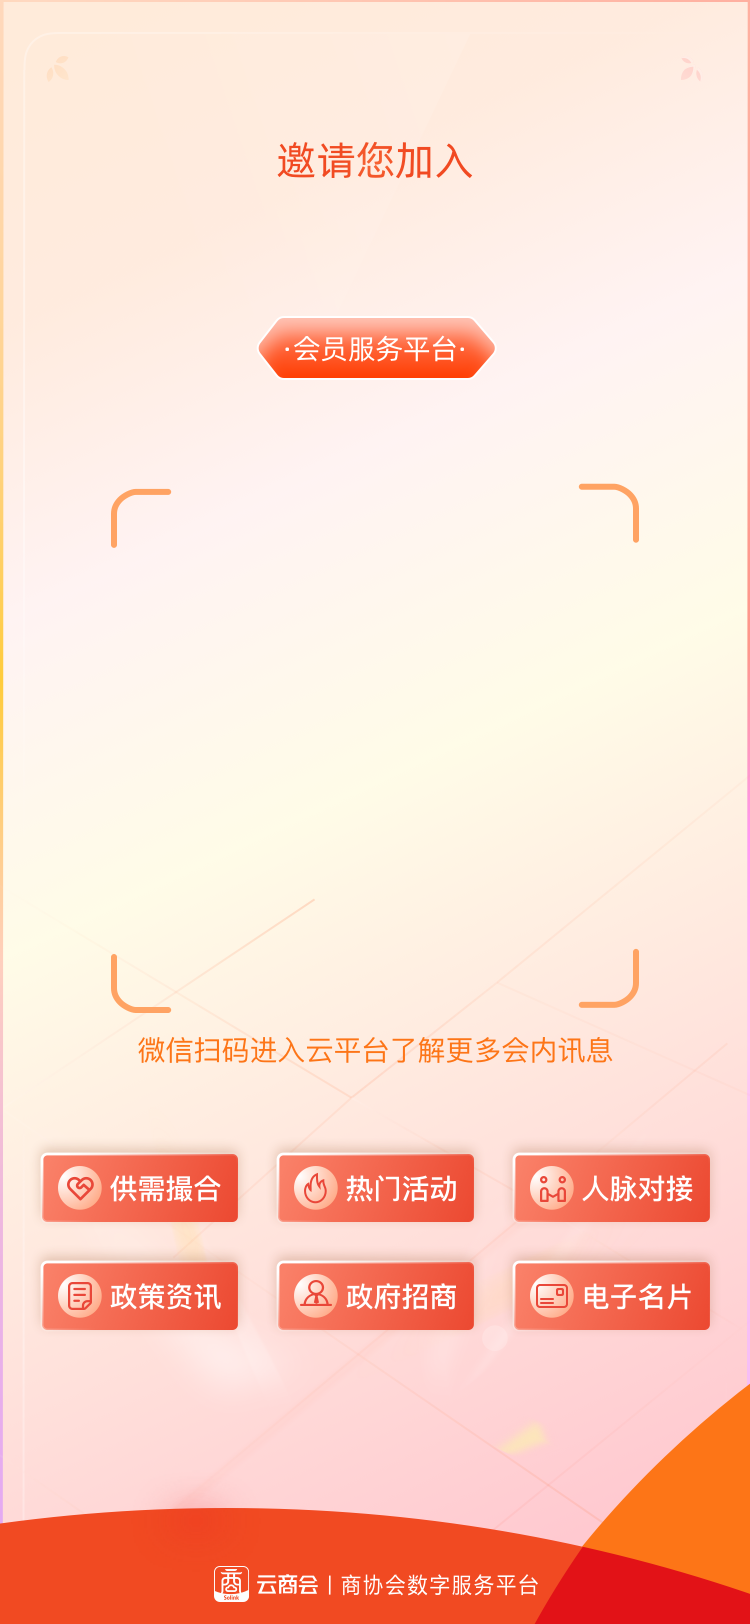 邀请您加入
·会员服务平台·
微信扫码进入云平台了解更多会内讯息
供需撮合 热门活动 人脉对接
政策资讯 政府招商 电子名片
商 Solink 云商会 | 商协会数字服务平台